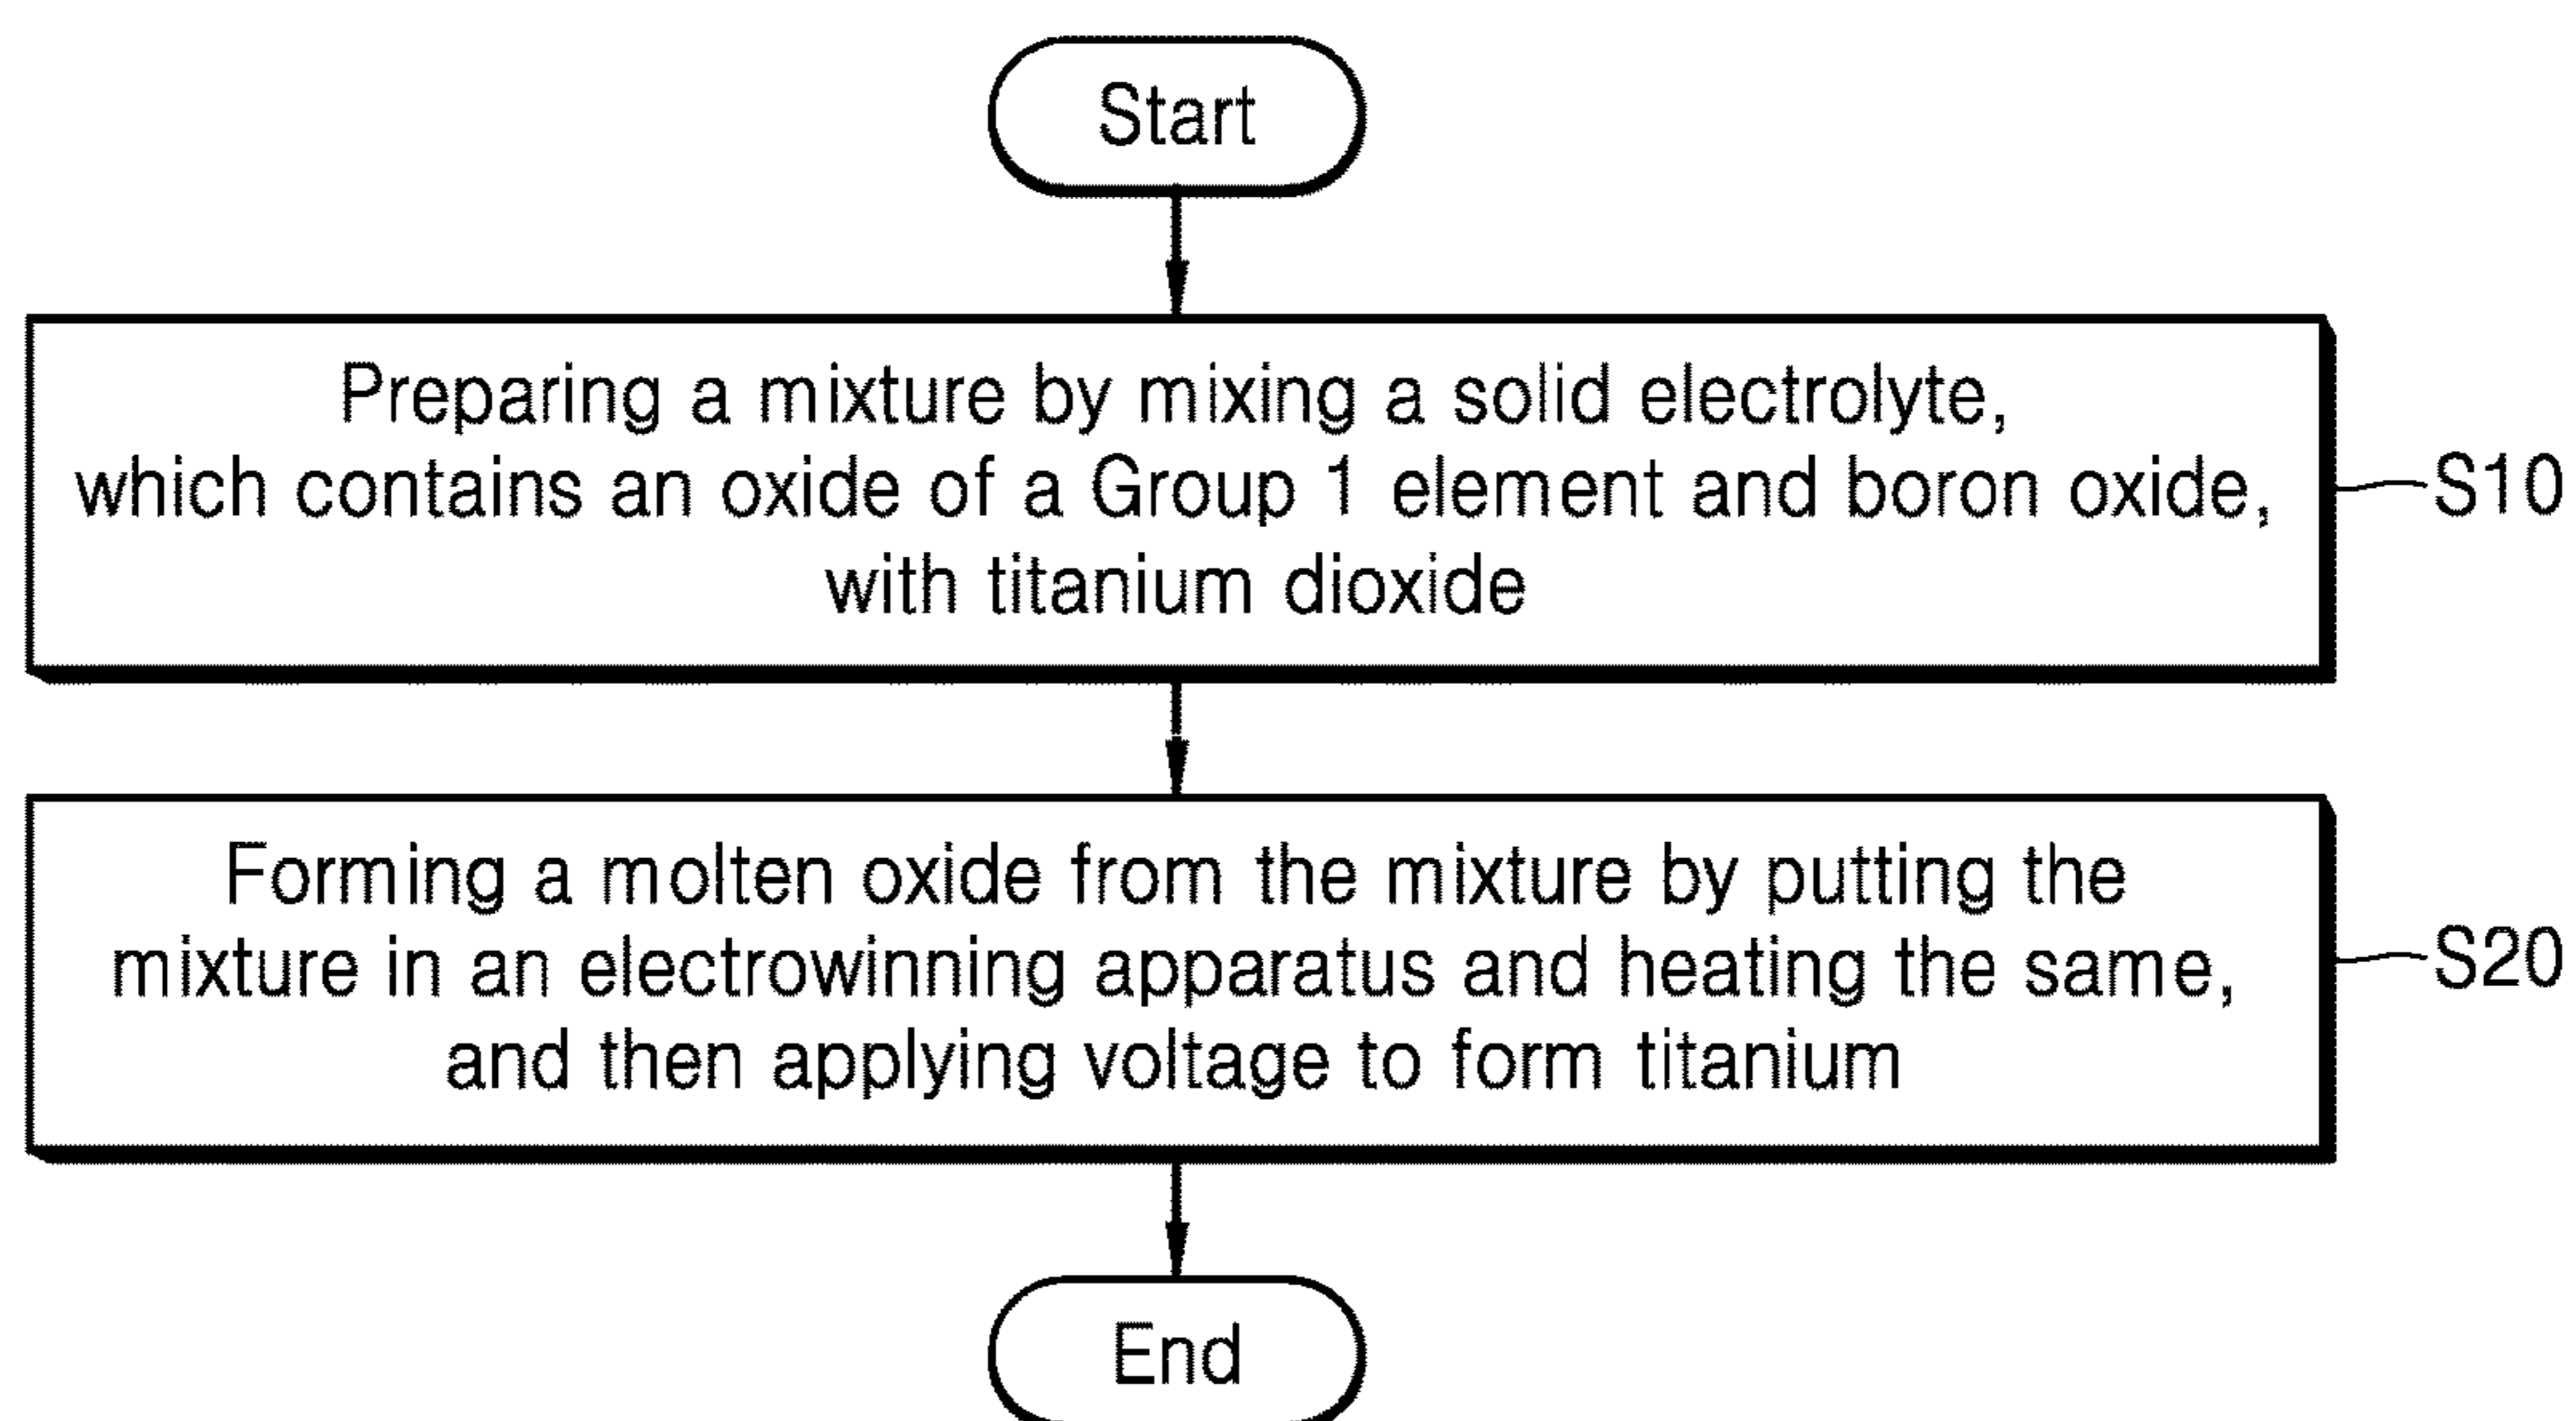 Start
Preparing a mixture by mixing a solid electrolyte,
which contains an oxide of a Group 1 element and boron oxide,
with titanium dioxide
S10
Forming a molten oxide from the mixture by putting the
mixture in an electrowinning apparatus and heating the same,
and then applying voltage to form titanium
S20
End